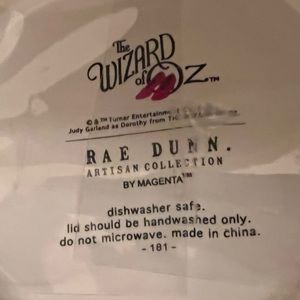 The
WIZARD
of OZ™
© & ™ Turner Entertainment
Judy Garland as Dorothy from
RAE DUNN.
ARTISAN COLLECTION
BY MAGENTA™
dishwasher safe.
lid should be handwashed only.
do not microwave. made in china.
- 181 -